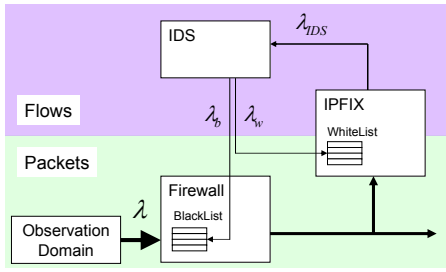 λ_IDS
IDS
IPFIX
λ_b
λ_w
WhiteList
Flows
Packets
Firewall
λ
BlackList
Observation
Domain